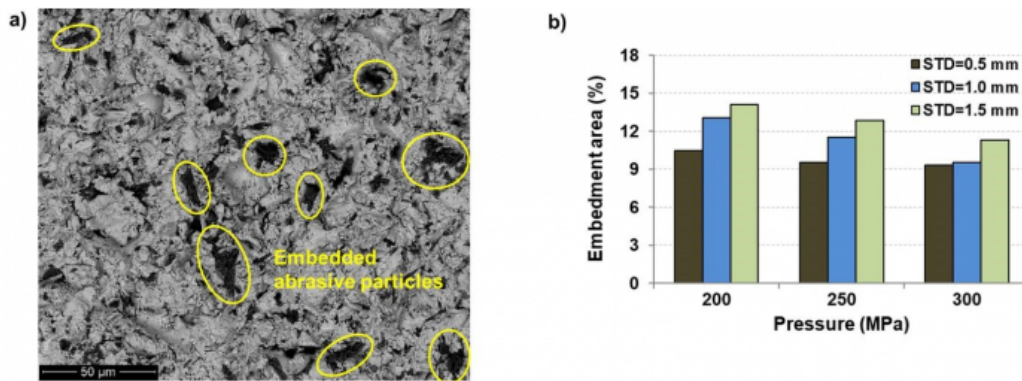 a)
Embedded
abrasive particles
50 µm
b)
Embedment area (%)
18
15
12
9
6
3
0
STD=0.5 mm
STD=1.0 mm
STD=1.5 mm
200
250
300
Pressure (MPa)